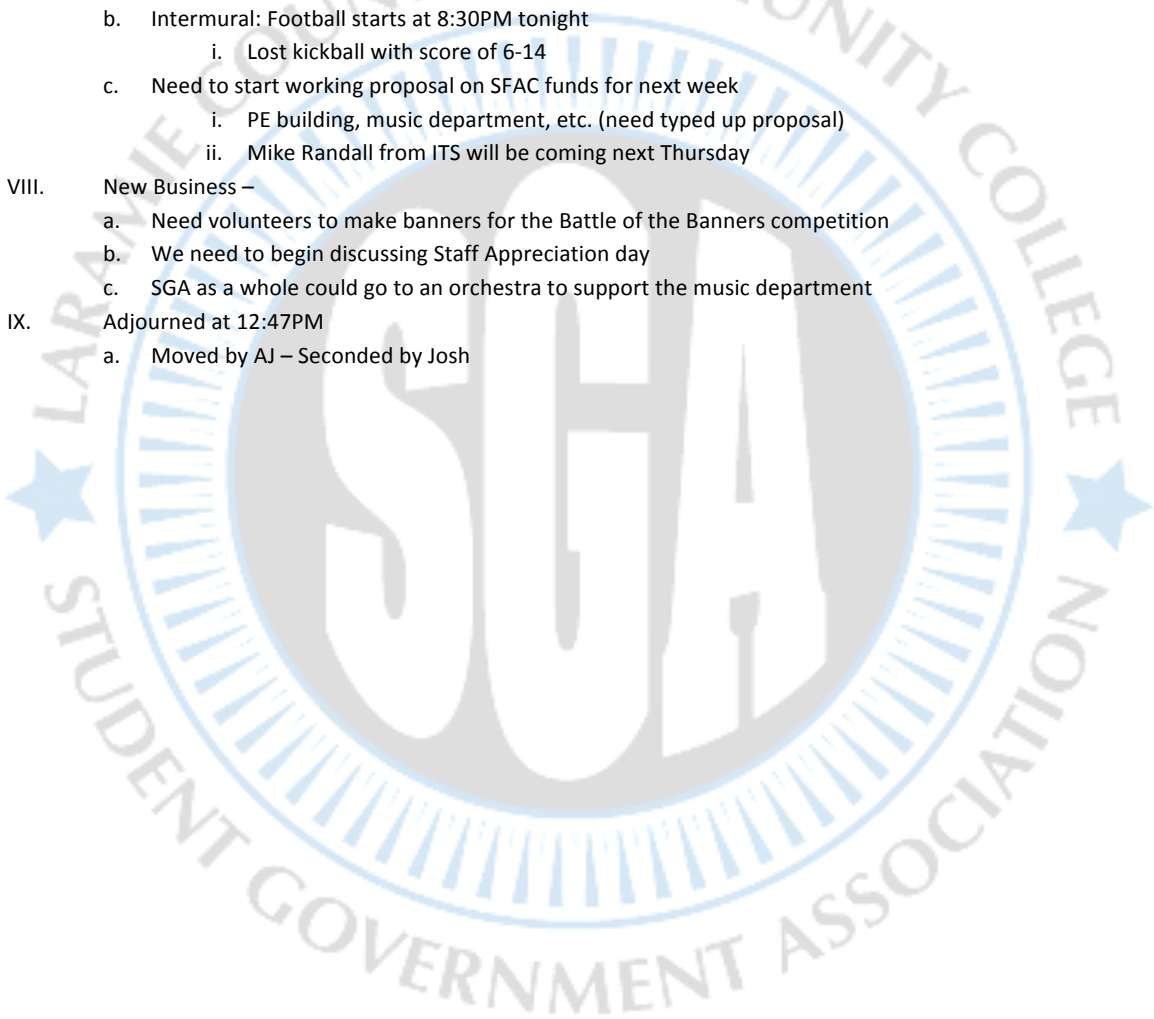 b. Intermural: Football starts at 8:30PM tonight
i. Lost kickball with score of 6-14
c. Need to start working proposal on SFAC funds for next week
i. PE building, music department, etc. (need typed up proposal)
ii. Mike Randall from ITS will be coming next Thursday
VIII. New Business –
a. Need volunteers to make banners for the Battle of the Banners competition
b. We need to begin discussing Staff Appreciation day
c. SGA as a whole could go to an orchestra to support the music department
IX. Adjourned at 12:47PM
a. Moved by AJ – Seconded by Josh
LARAMIE COLLEGE
SGA
STUDENT GOVERNMENT ASSOCIATION